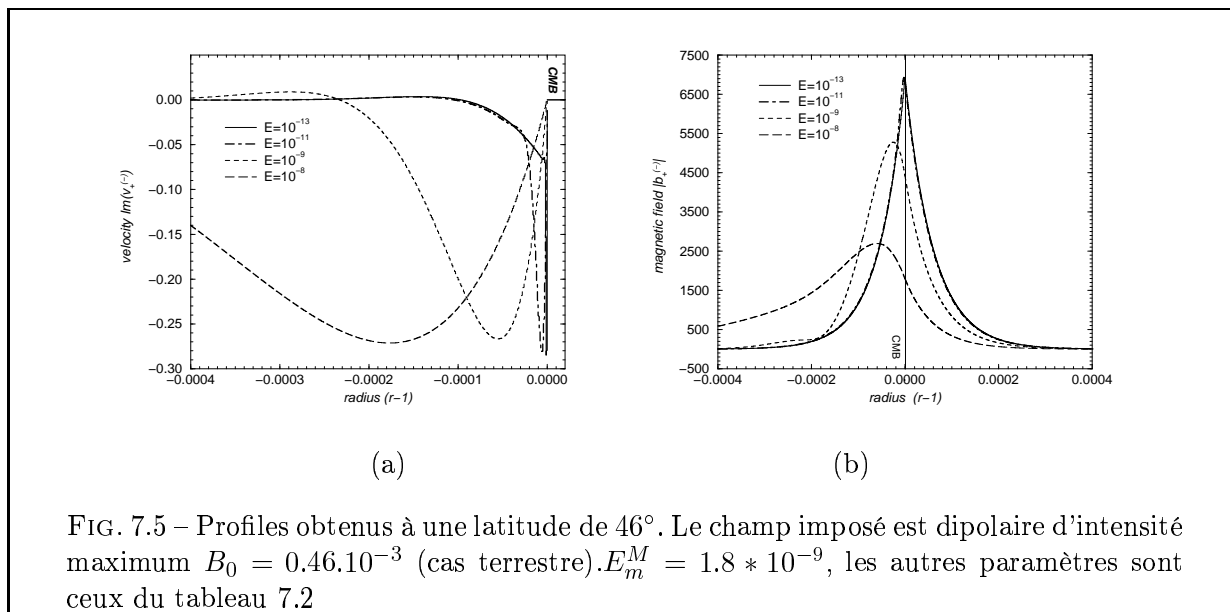 0.00
−0.05
−0.10
−0.15
−0.20
−0.25
−0.30
velocity Im(v₊⁽⁻⁾)
CMB
E=10⁻¹³
E=10⁻¹¹
E=10⁻⁹
E=10⁻⁸
−0.0004 −0.0003 −0.0002 −0.0001 0.0000
radius (r−1)
(a)
7500
6500
5500
4500
3500
2500
1500
500
−500
magnetic field |b₊⁽⁻⁾|
E=10⁻¹³
E=10⁻¹¹
E=10⁻⁹
E=10⁻⁸
CMB
−0.0004 −0.0002 0.0000 0.0002 0.0004
radius (r−1)
(b)
FIG. 7.5 – Profiles obtenus à une latitude de 46°. Le champ imposé est dipolaire d'intensité
maximum B₀ = 0.46.10⁻³ (cas terrestre).Eₘᴹ = 1.8 ∗ 10⁻⁹, les autres paramètres sont
ceux du tableau 7.2